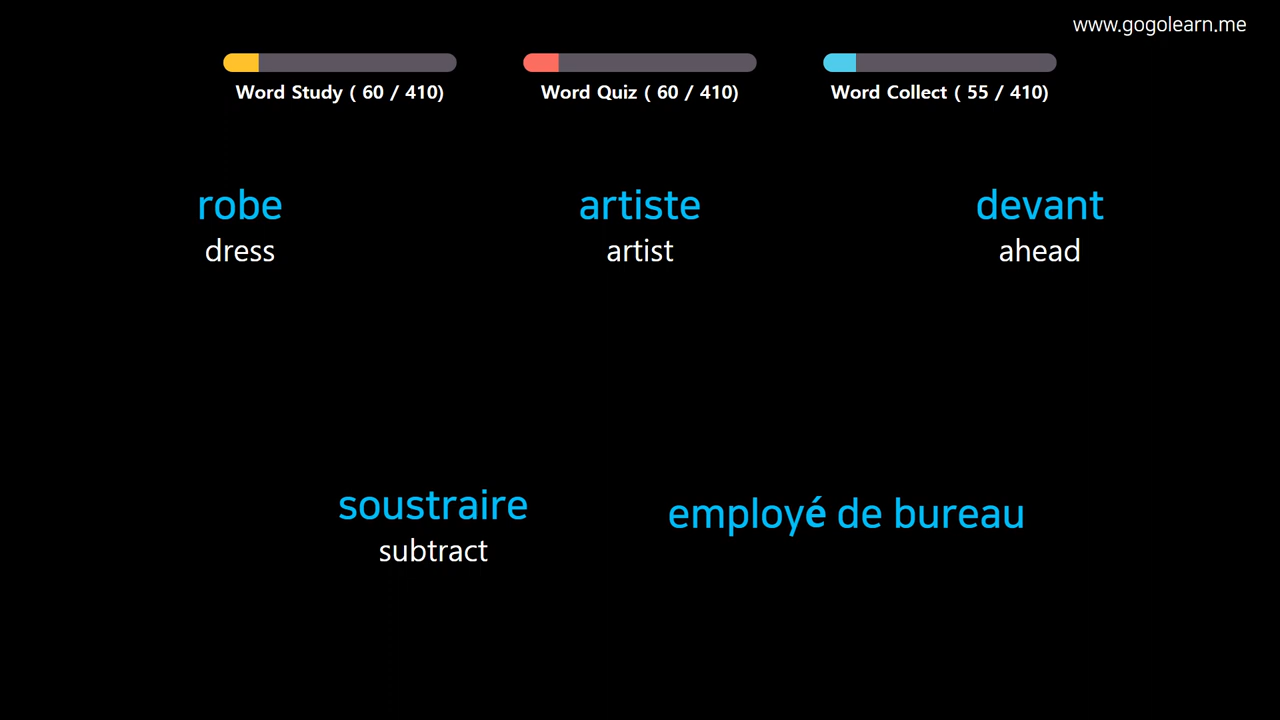 www.gogolearn.me
Word Study ( 60 / 410)
Word Quiz ( 60 / 410)
Word Collect ( 55 / 410)
robe
dress
artiste
artist
devant
ahead
soustraire
subtract
employé de bureau